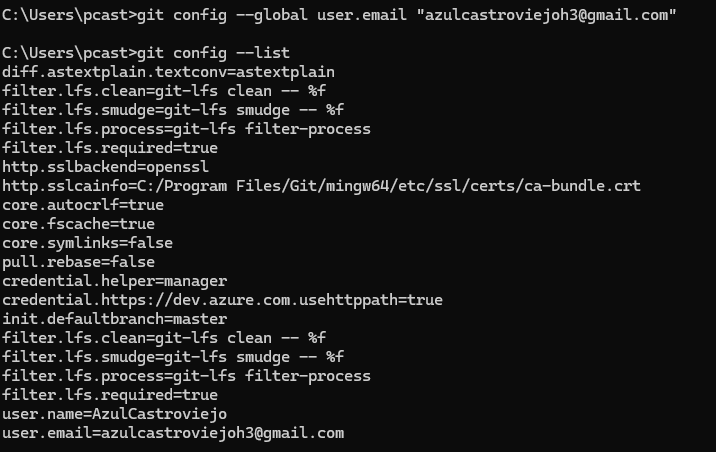 C:\Users\pcast>git config --global user.email "azulcastroviejoh3@gmail.com"
C:\Users\pcast>git config --list
diff.astextplain.textconv=astextplain
filter.lfs.clean=git-lfs clean -- %f
filter.lfs.smudge=git-lfs smudge -- %f
filter.lfs.process=git-lfs filter-process
filter.lfs.required=true
http.sslbackend=openssl
http.sslcainfo=C:/Program Files/Git/mingw64/etc/ssl/certs/ca-bundle.crt
core.autocrlf=true
core.fscache=true
core.symlinks=false
pull.rebase=false
credential.helper=manager
credential.https://dev.azure.com.usehttppath=true
init.defaultbranch=master
filter.lfs.clean=git-lfs clean -- %f
filter.lfs.smudge=git-lfs smudge -- %f
filter.lfs.process=git-lfs filter-process
filter.lfs.required=true
user.name=AzulCastroviejo
user.email=azulcastroviejoh3@gmail.com